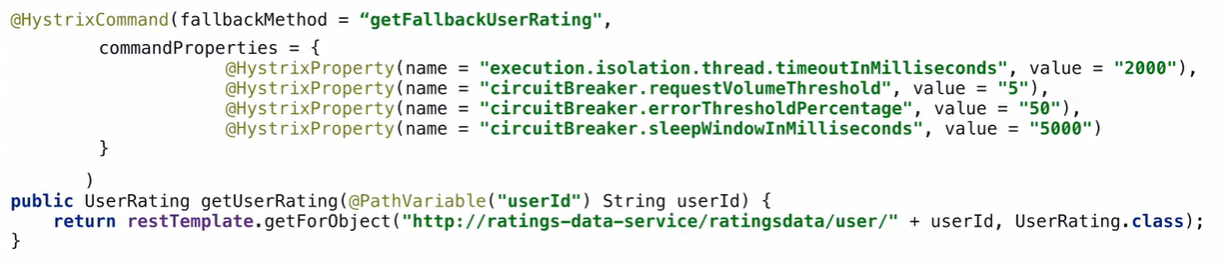 @HystrixCommand(fallbackMethod = “getFallbackUserRating",
commandProperties = {
@HystrixProperty(name = "execution.isolation.thread.timeoutInMilliseconds", value = "2000"),
@HystrixProperty(name = "circuitBreaker.requestVolumeThreshold", value = "5"),
@HystrixProperty(name = "circuitBreaker.errorThresholdPercentage", value = "50"),
@HystrixProperty(name = "circuitBreaker.sleepWindowInMilliseconds", value = "5000")
}
)
public UserRating getUserRating(@PathVariable("userId") String userId) {
return restTemplate.getForObject("http://ratings-data-service/ratingsdata/user/" + userId, UserRating.class);
}